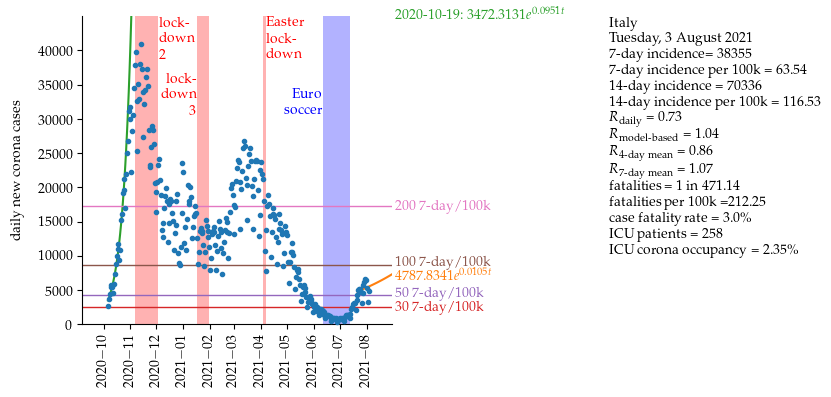 2020-10-19: 3472.3131e^0.0951t
lock-
down
2
Easter
lock-
down
lock-
down
3
Euro
soccer
daily new corona cases
40000
35000
30000
25000
20000
15000
10000
5000
0
200 7-day/100k
100 7-day/100k
4787.8341e^0.0105t
50 7-day/100k
30 7-day/100k
2020−10
2020−11
2020−12
2021−01
2021−02
2021−03
2021−04
2021−05
2021−06
2021−07
2021−08
Italy
Tuesday, 3 August 2021
7-day incidence= 38355
7-day incidence per 100k = 63.54
14-day incidence = 70336
14-day incidence per 100k = 116.53
R_daily = 0.73
R_model-based = 1.04
R_4-day mean = 0.86
R_7-day mean = 1.07
fatalities = 1 in 471.14
fatalities per 100k =212.25
case fatality rate = 3.0%
ICU patients = 258
ICU corona occupancy = 2.35%